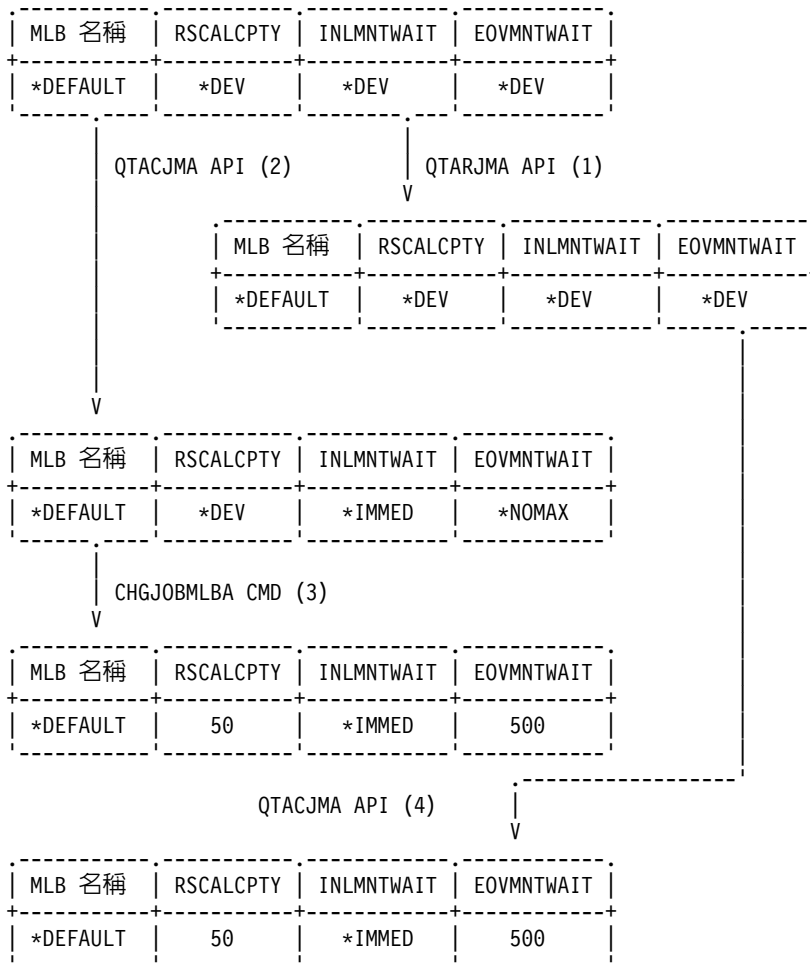 MLB 名稱 RSCALCPTY INLMNTWAIT EOVMNTWAIT
*DEFAULT *DEV *DEV *DEV
QTACJMA API (2) QTARJMA API (1)
V
MLB 名稱 RSCALCPTY INLMNTWAIT EOVMNTWAIT
*DEFAULT *DEV *DEV *DEV
V
MLB 名稱 RSCALCPTY INLMNTWAIT EOVMNTWAIT
*DEFAULT *DEV *IMMED *NOMAX
CHGJOBMLBA CMD (3)
V
MLB 名稱 RSCALCPTY INLMNTWAIT EOVMNTWAIT
*DEFAULT 50 *IMMED 500
QTACJMA API (4)
V
MLB 名稱 RSCALCPTY INLMNTWAIT EOVMNTWAIT
*DEFAULT 50 *IMMED 500